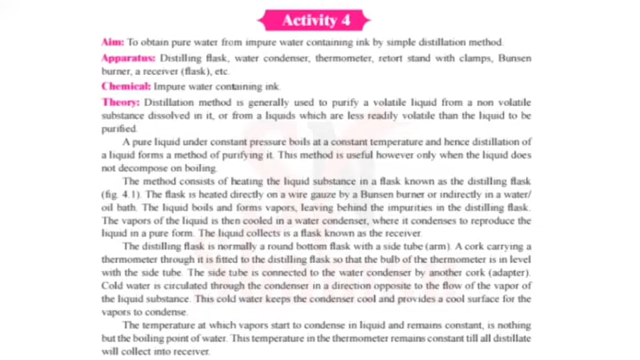 Activity 4
Aim: To obtain pure water from impure water containing ink by simple distillation method.
Apparatus: Distilling flask, water condenser, thermometer, retort stand with clamps, Bunsen
burner, a receiver (flask), etc.
Chemical: Impure water containing ink.
Theory: Distillation method is generally used to purify a volatile liquid from a non volatile
substance dissolved in it, or from a liquids which are less readily volatile than the liquid to be
purified.
A pure liquid under constant pressure boils at a constant temperature and hence distillation of
a liquid forms a method of purifying it. This method is useful however only when the liquid does
not decompose on boiling.
The method consists of heating the liquid substance in a flask known as the distilling flask
(fig. 4.1). The flask is heated directly on a wire gauze by a Bunsen burner or indirectly in a water/
oil bath. The liquid boils and forms vapors, leaving behind the impurities in the distilling flask.
The vapors of the liquid is then cooled in a water condenser, where it condenses to reproduce the
liquid in a pure form. The liquid collects is a flask known as the receiver.
The distilling flask is normally a round bottom flask with a side tube (arm). A cork carrying a
thermometer through it is fitted to the distilling flask so that the bulb of the thermometer is in level
with the side tube. The side tube is connected to the water condenser by another cork (adapter).
Cold water is circulated through the condenser in a direction opposite to the flow of the vapor of
the liquid substance. This cold water keeps the condenser cool and provides a cool surface for the
vapors to condense.
The temperature at which vapors start to condense in liquid and remains constant, is nothing
but the boiling point of water. This temperature in the thermometer remains constant till all distillate
will collect into receiver.